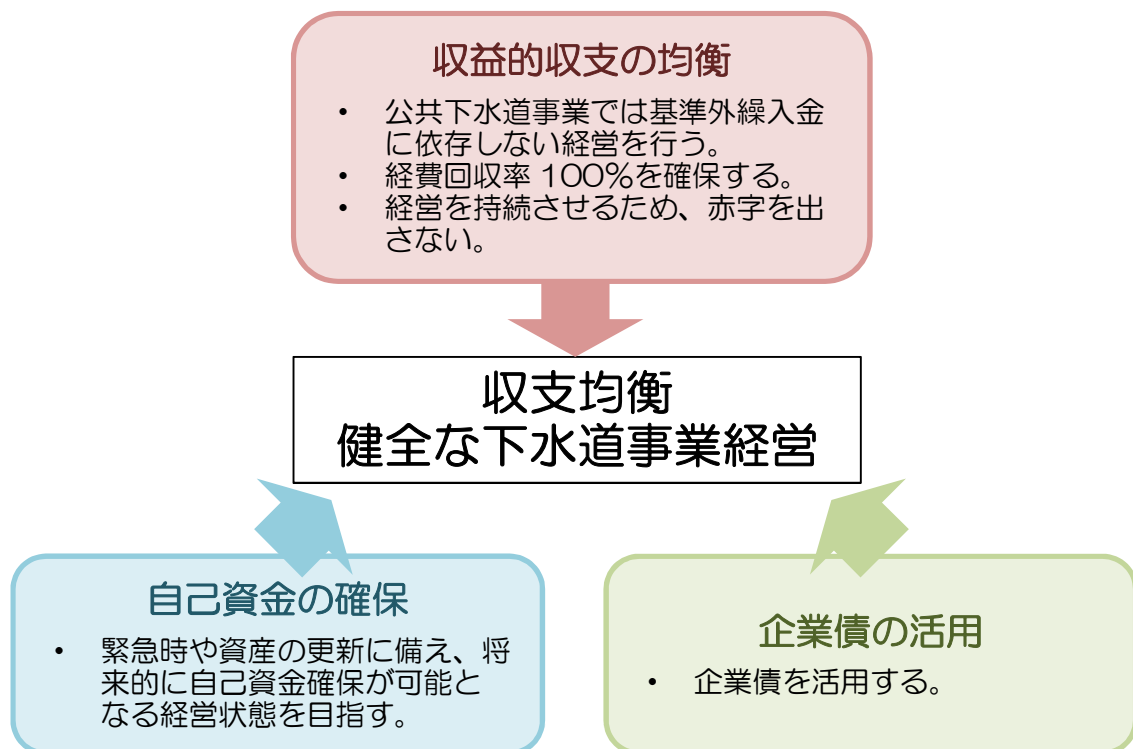 収益的収支の均衡
• 公共下水道事業では基準外繰入金
に依存しない経営を行う。
• 経費回収率 100%を確保する。
• 経営を持続させるため、赤字を出
さない。
収支均衡
健全な下水道事業経営
自己資金の確保
• 緊急時や資産の更新に備え、将
来的に自己資金確保が可能と
なる経営状態を目指す。
企業債の活用
• 企業債を活用する。